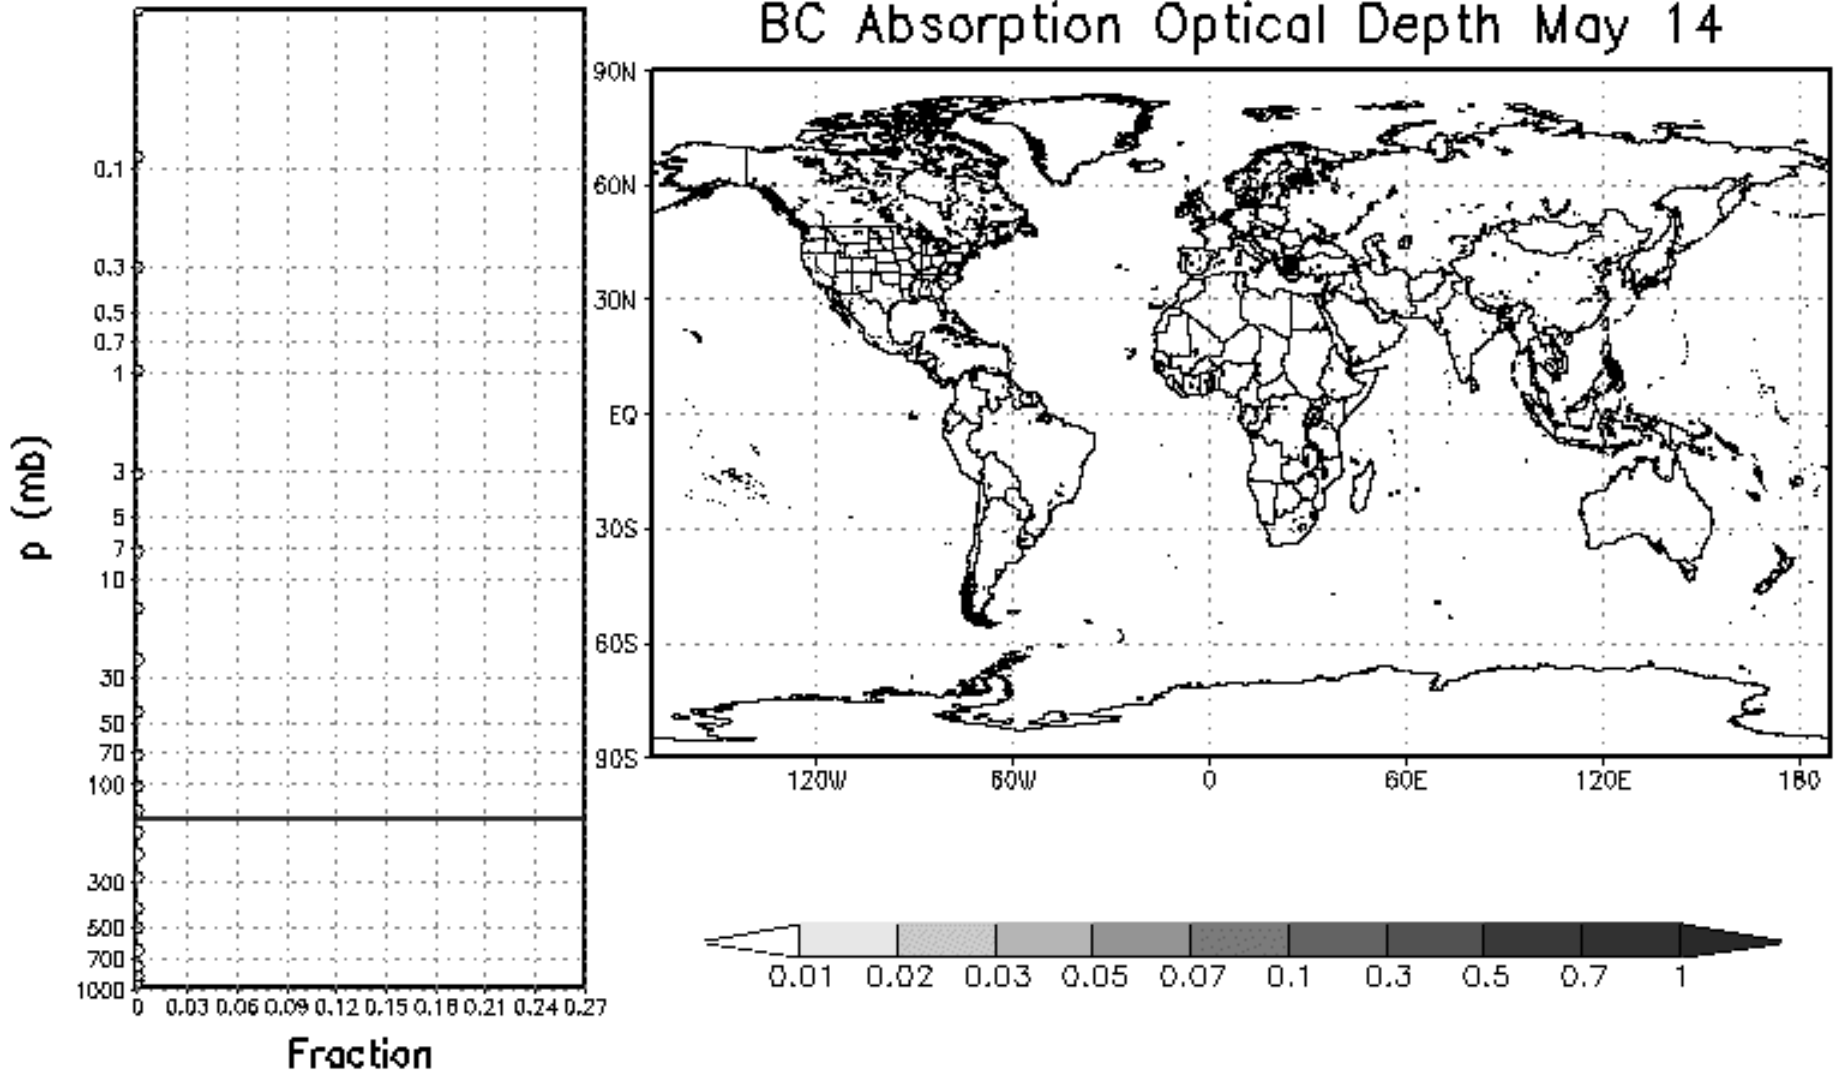 BC Absorption Optical Depth May 14
p (mb)
0.1
0.3
0.5
0.7
1
3
5
7
10
30
50
70
100
300
500
700
1000
0 0.03 0.06 0.09 0.12 0.15 0.18 0.21 0.24 0.27
Fraction
90N
60N
30N
EQ
30S
60S
90S
120W 60W 0 60E 120E 180
0.01 0.02 0.03 0.05 0.07 0.1 0.3 0.5 0.7 1